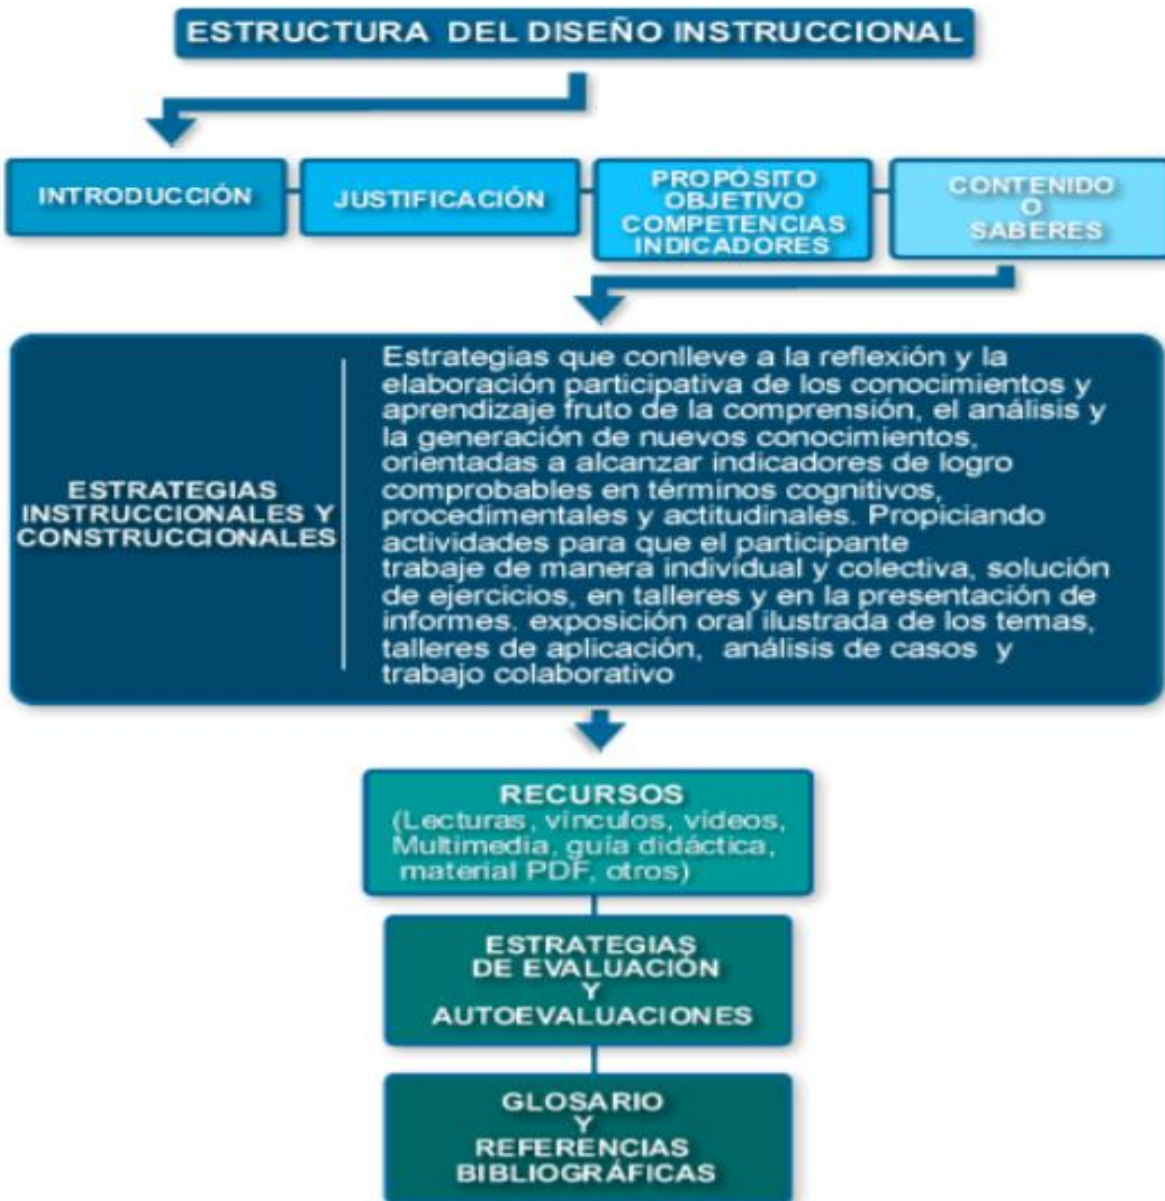 ESTRUCTURA DEL DISEÑO INSTRUCCIONAL
INTRODUCCIÓN
JUSTIFICACIÓN
PROPÓSITO
OBJETIVO
COMPETENCIAS
INDICADORES
CONTENIDO
O
SABERES
ESTRATEGIAS
INSTRUCCIONALES Y
CONSTRUCCIONALES
Estrategias que conlleve a la reflexión y la
elaboración participativa de los conocimientos y
aprendizaje fruto de la comprensión, el análisis y
la generación de nuevos conocimientos,
orientadas a alcanzar indicadores de logro
comprobables en términos cognitivos,
procedimentales y actitudinales. Propiciando
actividades para que el participante
trabaje de manera individual y colectiva, solución
de ejercicios, en talleres y en la presentación de
informes. exposición oral ilustrada de los temas,
talleres de aplicación, análisis de casos y
trabajo colaborativo
RECURSOS
(Lecturas, vínculos, vídeos,
Multimedia, guía didáctica,
material PDF, otros)
ESTRATEGIAS
DE EVALUACIÓN
Y
AUTOEVALUACIONES
GLOSARIO
Y
REFERENCIAS
BIBLIOGRÁFICAS